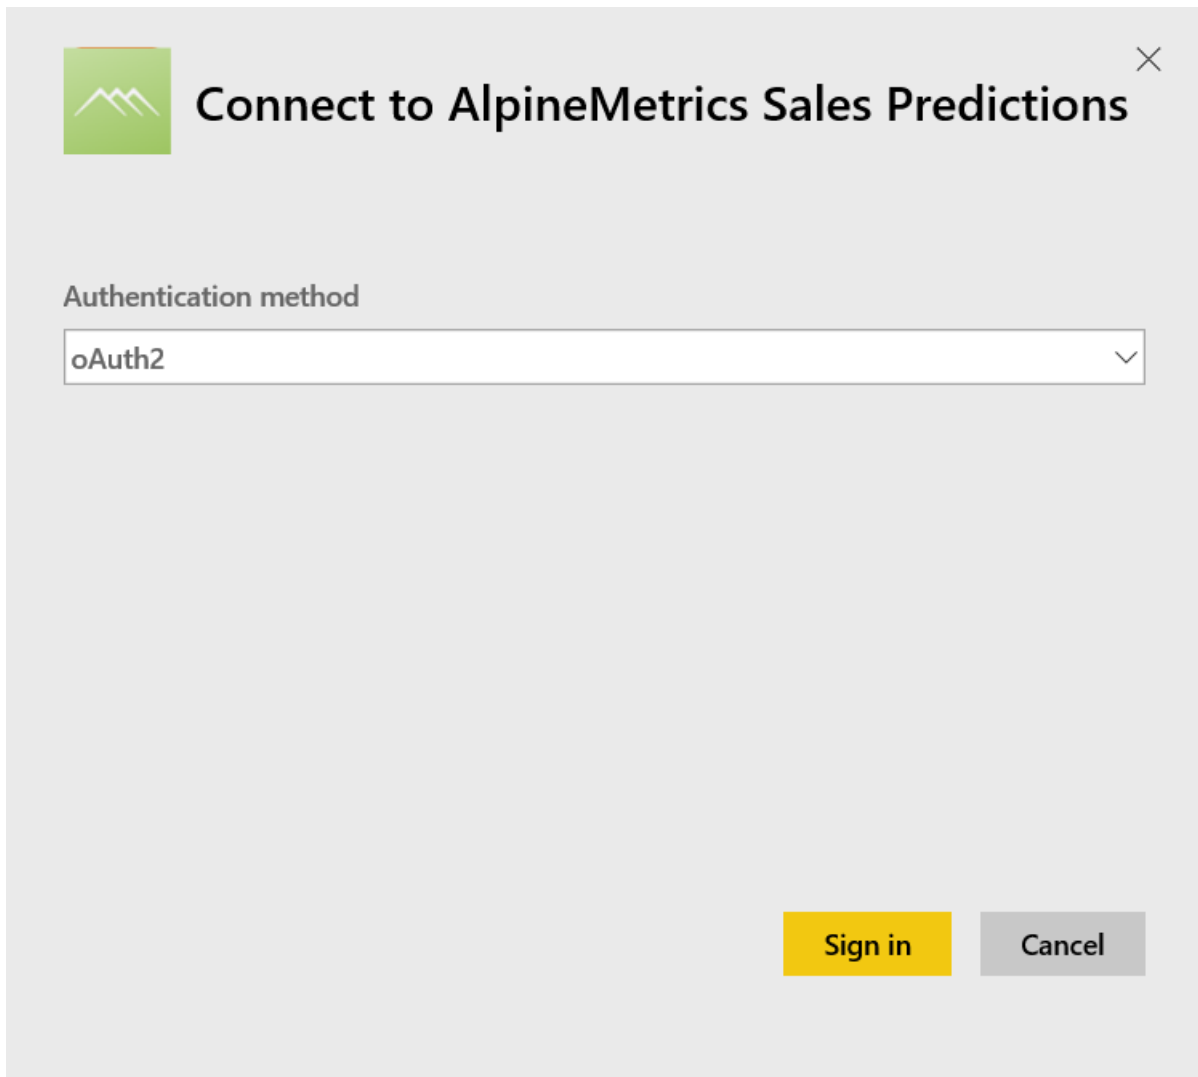 Connect to AlpineMetrics Sales Predictions
Authentication method
oAuth2
Sign in
Cancel